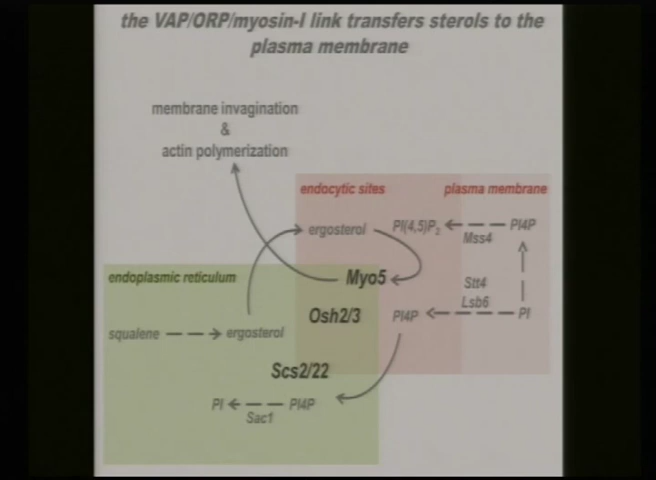 the VAP/ORP/myosin-I link transfers sterols to the
plasma membrane
membrane invagination
&
actin polymerization
endocytic sites
plasma membrane
ergosterol
PI(4,5)P₂
PI4P
Mss4
endoplasmic reticulum
Myo5
Stt4
Lsb6
Osh2/3
PI4P
PI
squalene
ergosterol
Scs2/22
PI
PI4P
Sac1